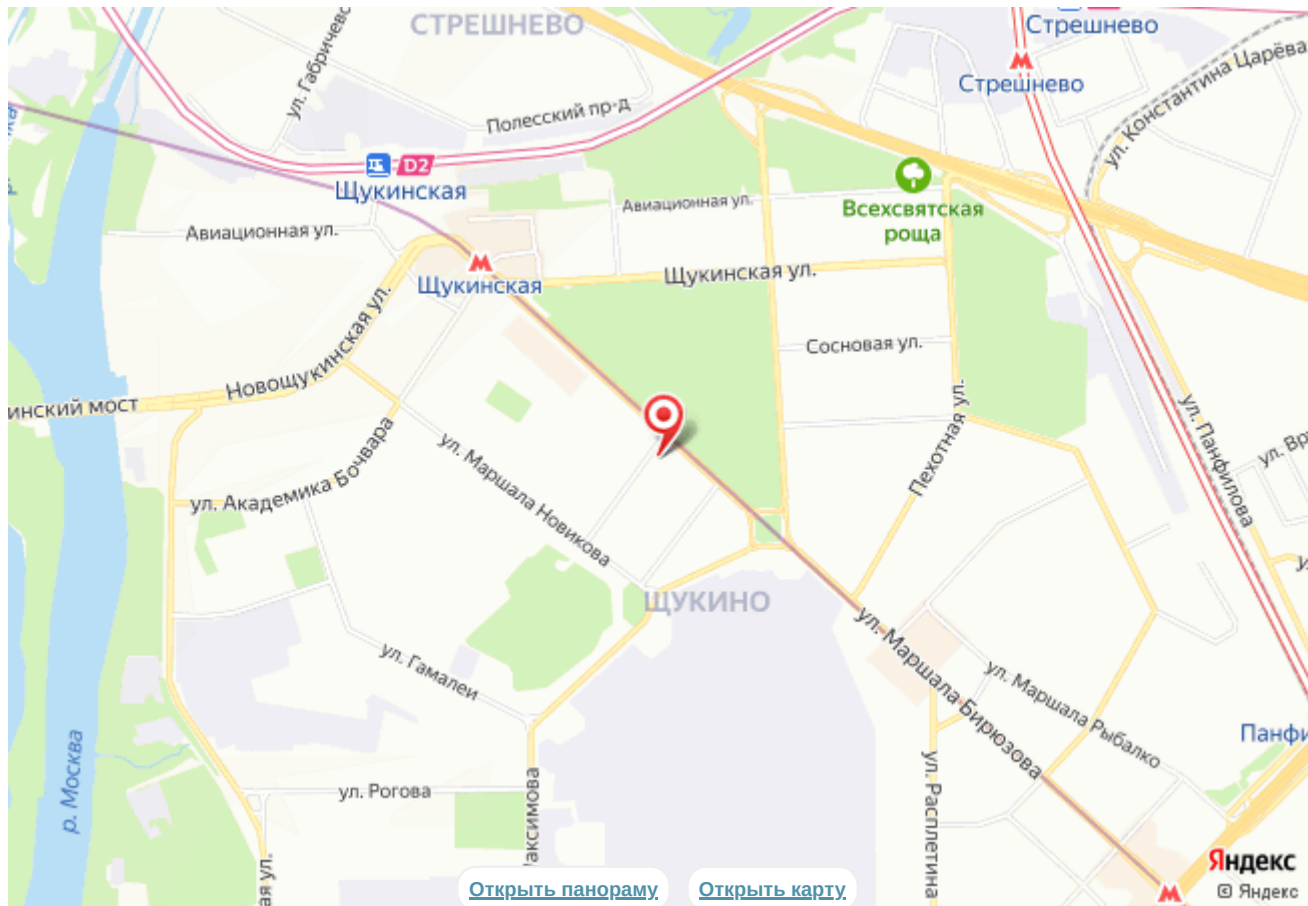 СТРЕШНЕВО
Стрешнево
Стрешнево
ул. Габричевс
Полесский пр-д
ул. Константина Царёва
D2
Щукинская
Авиационная ул.
Авиационная ул.
Всехсвятская
роща
Щукинская
Щукинская ул.
Новощукинская ул.
Сосновая ул.
инский мост
ул. Академика Бочвара
ул. Маршала Новикова
Пехотная ул.
ул. Панфилова
ул. Вр
ЩУКИНО
ул. Гамалеи
ул. Маршала Бирюзова
ул. Маршала Рыбалко
Панфи
р. Москва
ул. Рогова
аксимова
ул. Расплетина
ая ул.
Открыть панораму
Открыть карту
Яндекс
© Яндекс